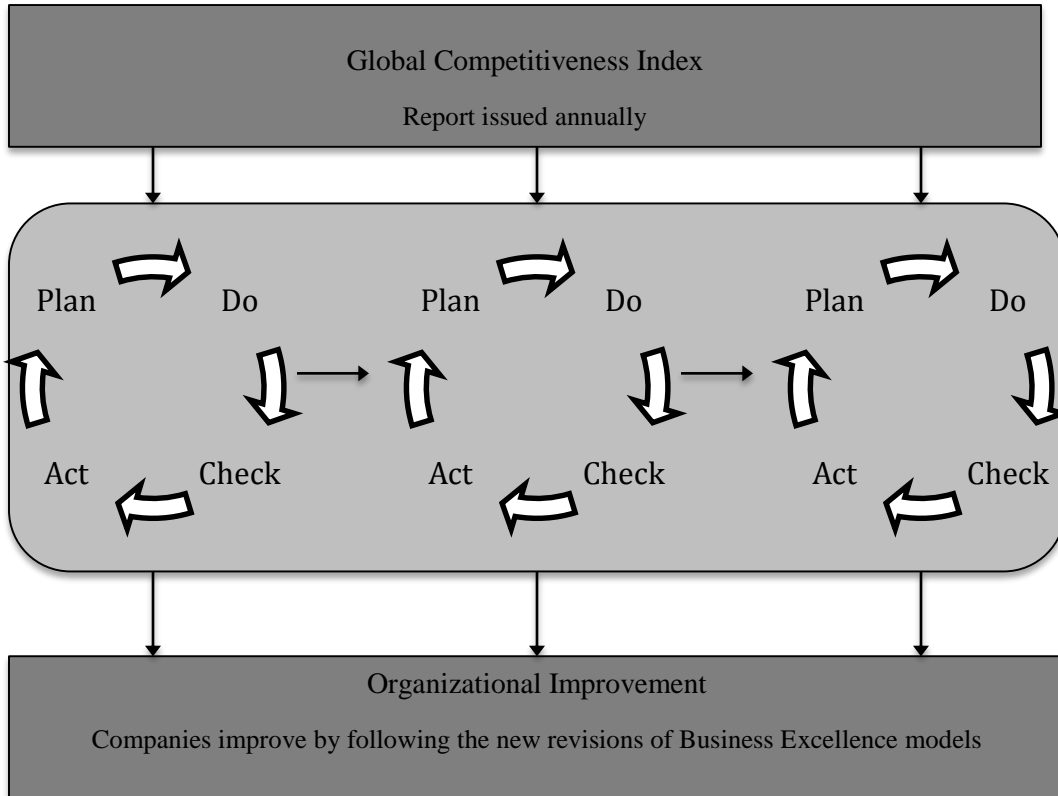 Global Competitiveness Index
Report issued annually
Plan Do Plan Do Plan Do
Act Check Act Check Act Check
Organizational Improvement
Companies improve by following the new revisions of Business Excellence models